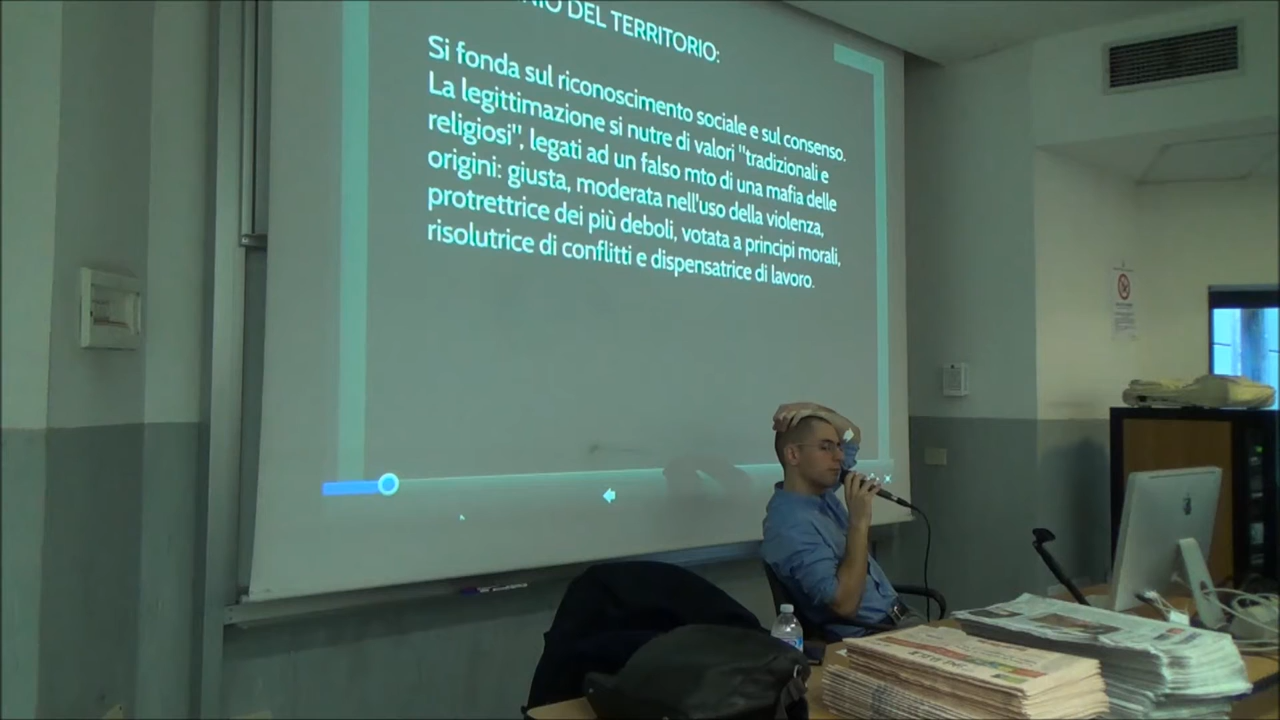 DEL TERRITORIO:
Si fonda sul riconoscimento sociale e sul consenso.
La legittimazione si nutre di valori "tradizionali e
religiosi", legati ad un falso mto di una mafia delle
origini: giusta, moderata nell'uso della violenza,
protrettrice dei più deboli, votata a principi morali,
risolutrice di conflitti e dispensatrice di lavoro.